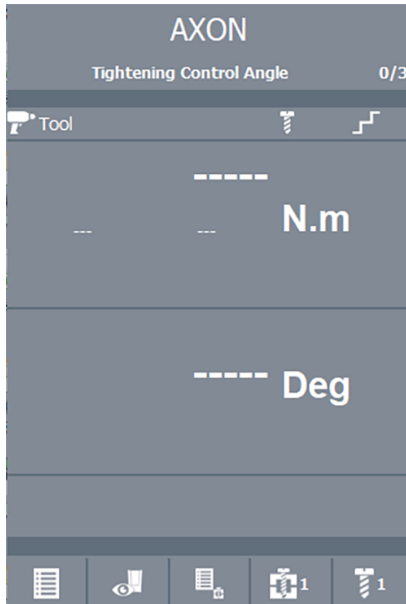 AXON
Tightening Control Angle 0/3
Tool
-----
--- --- N.m
----- Deg
1 1